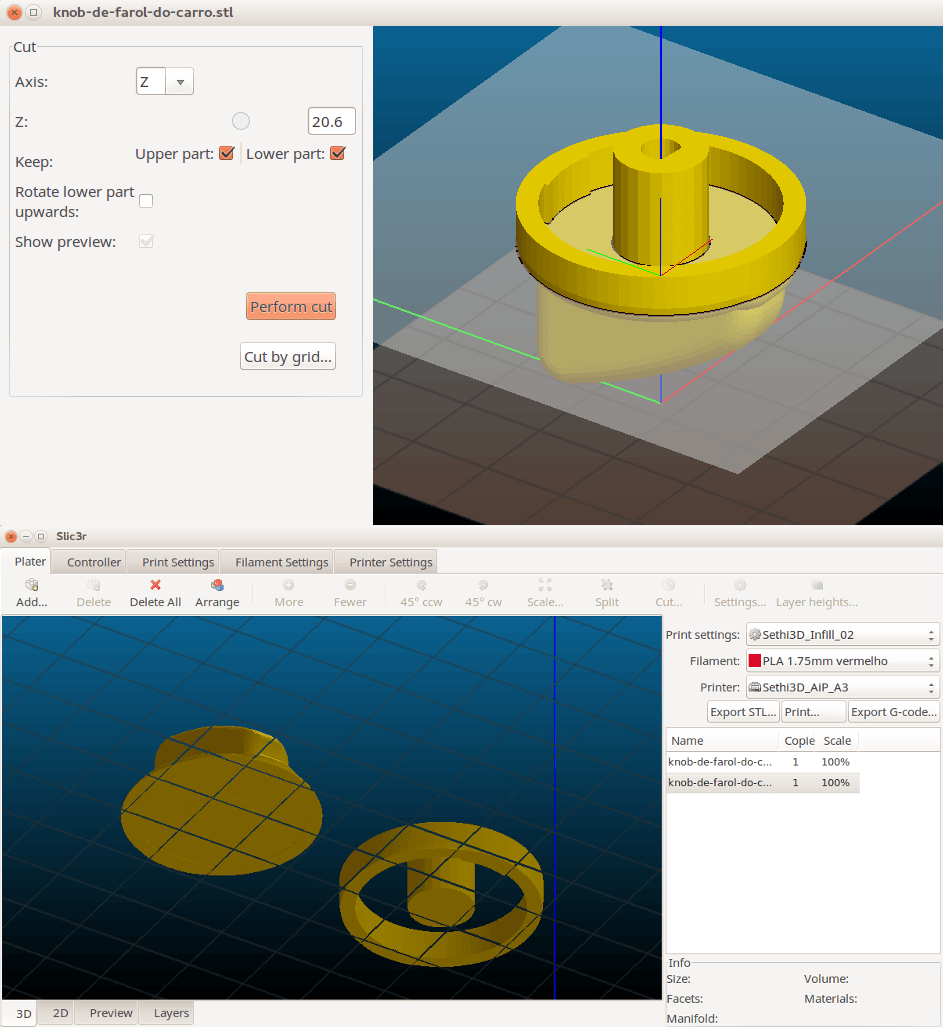 knob-de-farol-do-carro.stl
Cut
Axis: Z
Z: 20.6
Keep: Upper part: Lower part:
Rotate lower part
upwards:
Show preview:
Perform cut
Cut by grid...
Slic3r
Plater Controller Print Settings Filament Settings Printer Settings
Add... Delete Delete All Arrange More Fewer 45° ccw 45° cw Scale... Split Cut... Settings... Layer heights...
Print settings: Sethi3D_Infill_02
Filament: PLA 1.75mm vermelho
Printer: Sethi3D_AIP_A3
Export STL... Print... Export G-code...
Name Copie Scale
knob-de-farol-do-c... 1 100%
knob-de-farol-do-c... 1 100%
Info
Size: Volume:
Facets: Materials:
Manifold:
3D 2D Preview Layers